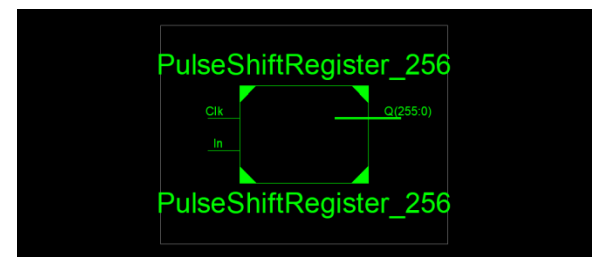 PulseShiftRegister_256
Clk
Q(255:0)
In
PulseShiftRegister_256